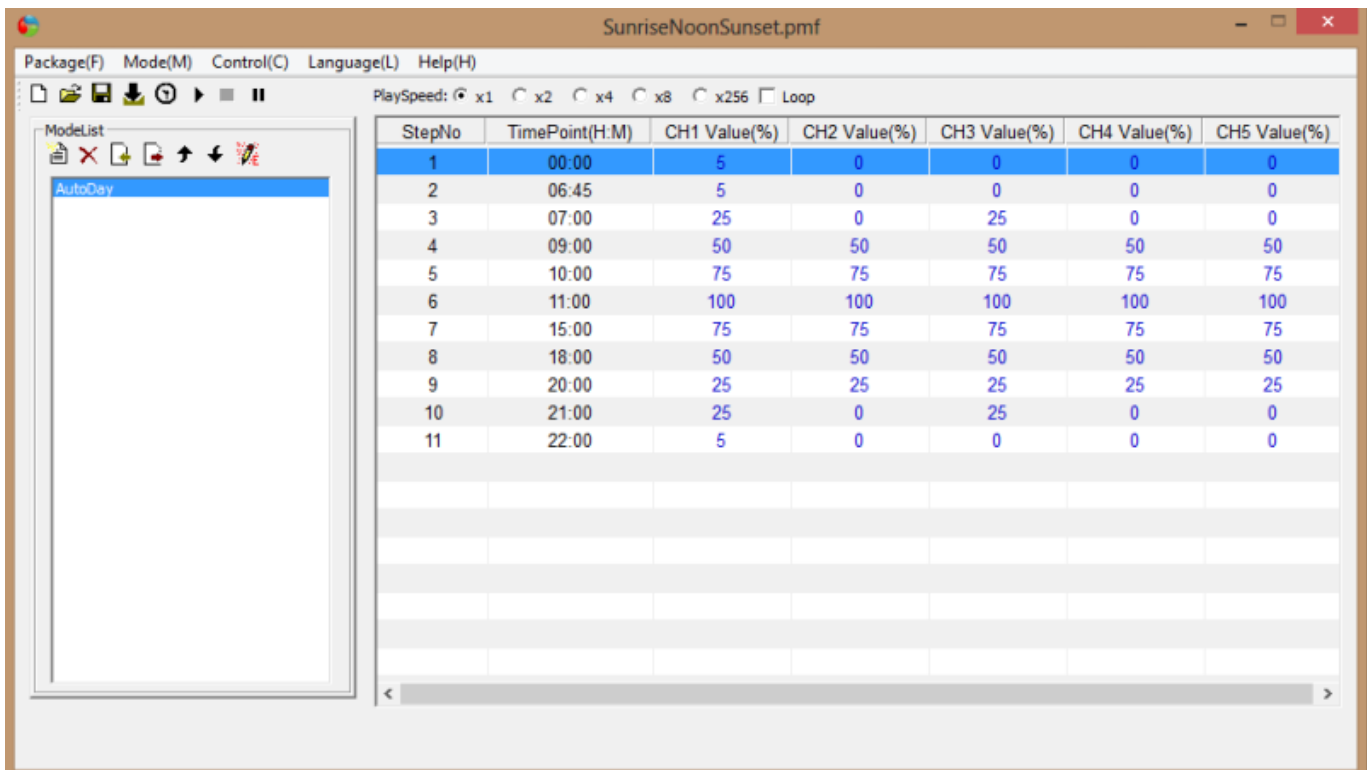 SunriseNoonSunset.pmf
Package(F) Mode(M) Control(C) Language(L) Help(H)
PlaySpeed: x1 x2 x4 x8 x256 Loop
ModeList
AutoDay
StepNo TimePoint(H:M) CH1 Value(%) CH2 Value(%) CH3 Value(%) CH4 Value(%) CH5 Value(%)
1 00:00 5 0 0 0 0
2 06:45 5 0 0 0 0
3 07:00 25 0 25 0 0
4 09:00 50 50 50 50 50
5 10:00 75 75 75 75 75
6 11:00 100 100 100 100 100
7 15:00 75 75 75 75 75
8 18:00 50 50 50 50 50
9 20:00 25 25 25 25 25
10 21:00 25 0 25 0 0
11 22:00 5 0 0 0 0